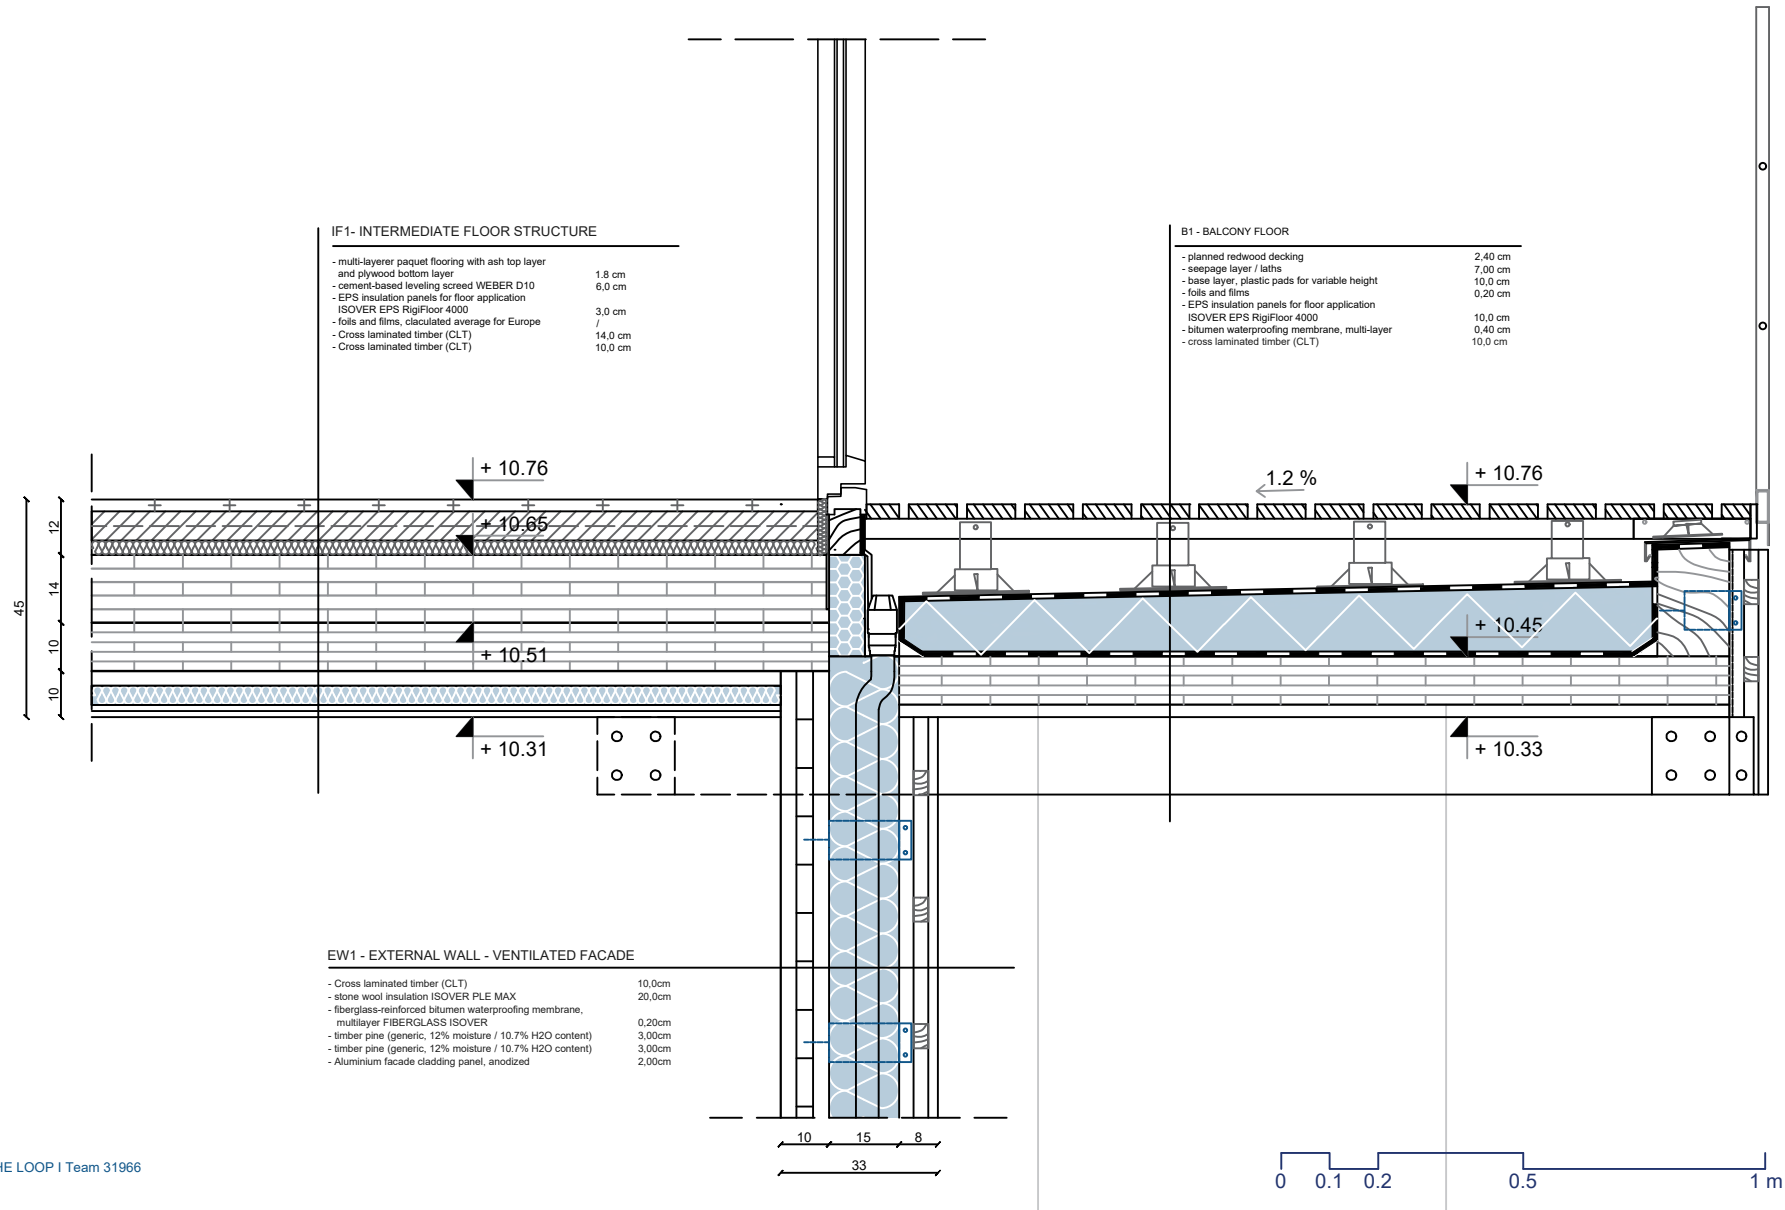 IF1- INTERMEDIATE FLOOR STRUCTURE
- multi-layerer paquet flooring with ash top layer
and plywood bottom layer 1.8 cm
- cement-based leveling screed WEBER D10 6,0 cm
- EPS insulation panels for floor application
ISOVER EPS RigiFloor 4000 3,0 cm
- foils and films, claculated average for Europe /
- Cross laminated timber (CLT) 14,0 cm
- Cross laminated timber (CLT) 10,0 cm
B1 - BALCONY FLOOR
- planned redwood decking 2,40 cm
- seepage layer / laths 7,00 cm
- base layer, plastic pads for variable height 10,0 cm
- foils and films 0,20 cm
- EPS insulation panels for floor application
ISOVER EPS RigiFloor 4000 10,0 cm
- bitumen waterproofing membrane, multi-layer 0,40 cm
- cross laminated timber (CLT) 10,0 cm
+ 10.76
+ 10.65
+ 10.51
+ 10.31
1.2 %
+ 10.76
+ 10.45
+ 10.33
45
12
14
10
10
EW1 - EXTERNAL WALL - VENTILATED FACADE
- Cross laminated timber (CLT) 10,0cm
- stone wool insulation ISOVER PLE MAX 20,0cm
- fiberglass-reinforced bitumen waterproofing membrane,
multilayer FIBERGLASS ISOVER 0,20cm
- timber pine (generic, 12% moisture / 10.7% H2O content) 3,00cm
- timber pine (generic, 12% moisture / 10.7% H2O content) 3,00cm
- Aluminium facade cladding panel, anodized 2,00cm
10 15 8
33
HE LOOP I Team 31966
0 0.1 0.2 0.5 1 m